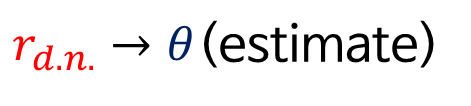 r_{d.n.} → θ (estimate)